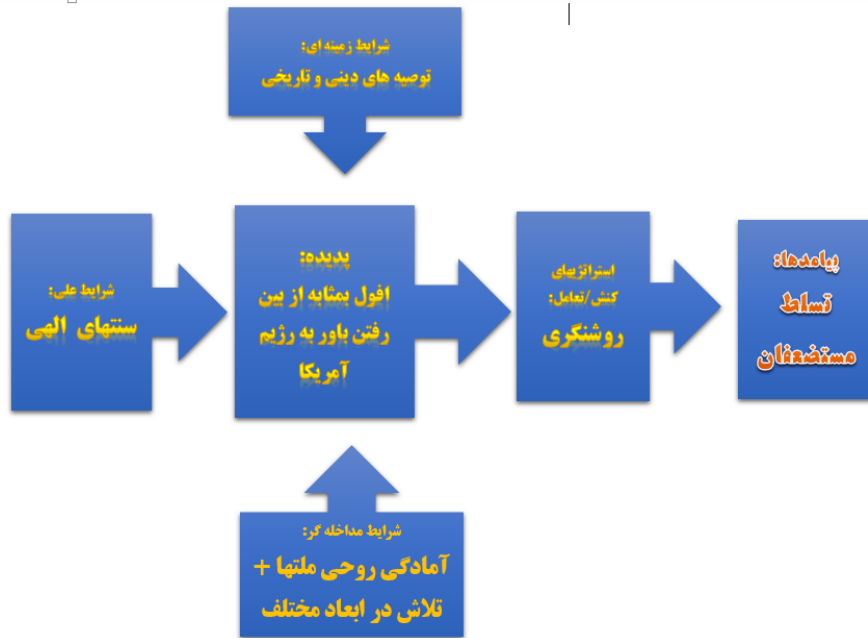 شرایط زمینه ای:
توصیه های دینی و تاریخی
شرایط علی:
سنتهای الهی
پدیده:
افول بمثابه از بین
رفتن باور به رژیم
آمریکا
استراتژیهای
کنش/تعامل:
روشنگری
پیامدها:
تسلط
مستضعفان
شرایط مداخله گر:
آمادگی روحی ملتها +
تلاش در ابعاد مختلف